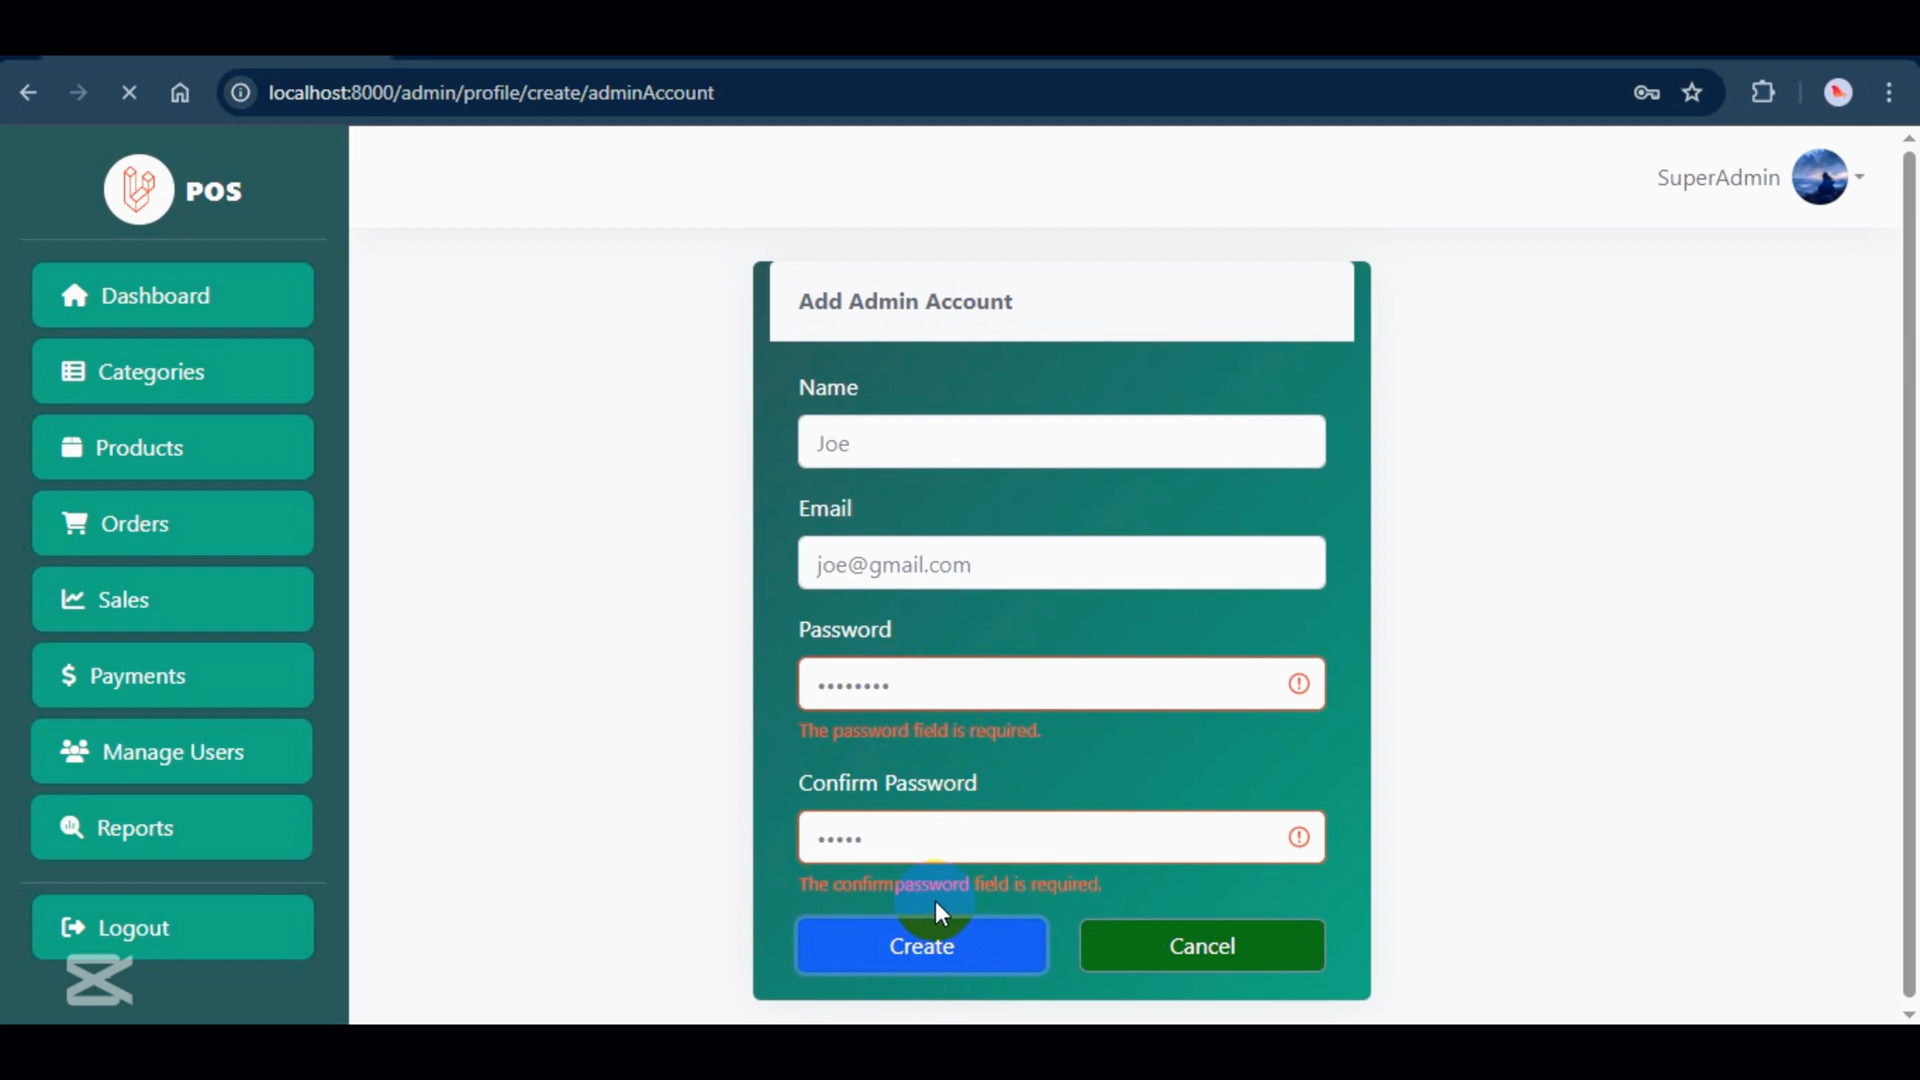 localhost:8000/admin/profile/create/adminAccount
POS
SuperAdmin
Dashboard
Categories
Products
Orders
Sales
Payments
Manage Users
Reports
Logout
Add Admin Account
Name
Joe
Email
joe@gmail.com
Password
••••••••
The password field is required.
Confirm Password
•••••
The confirmpassword field is required.
Create
Cancel